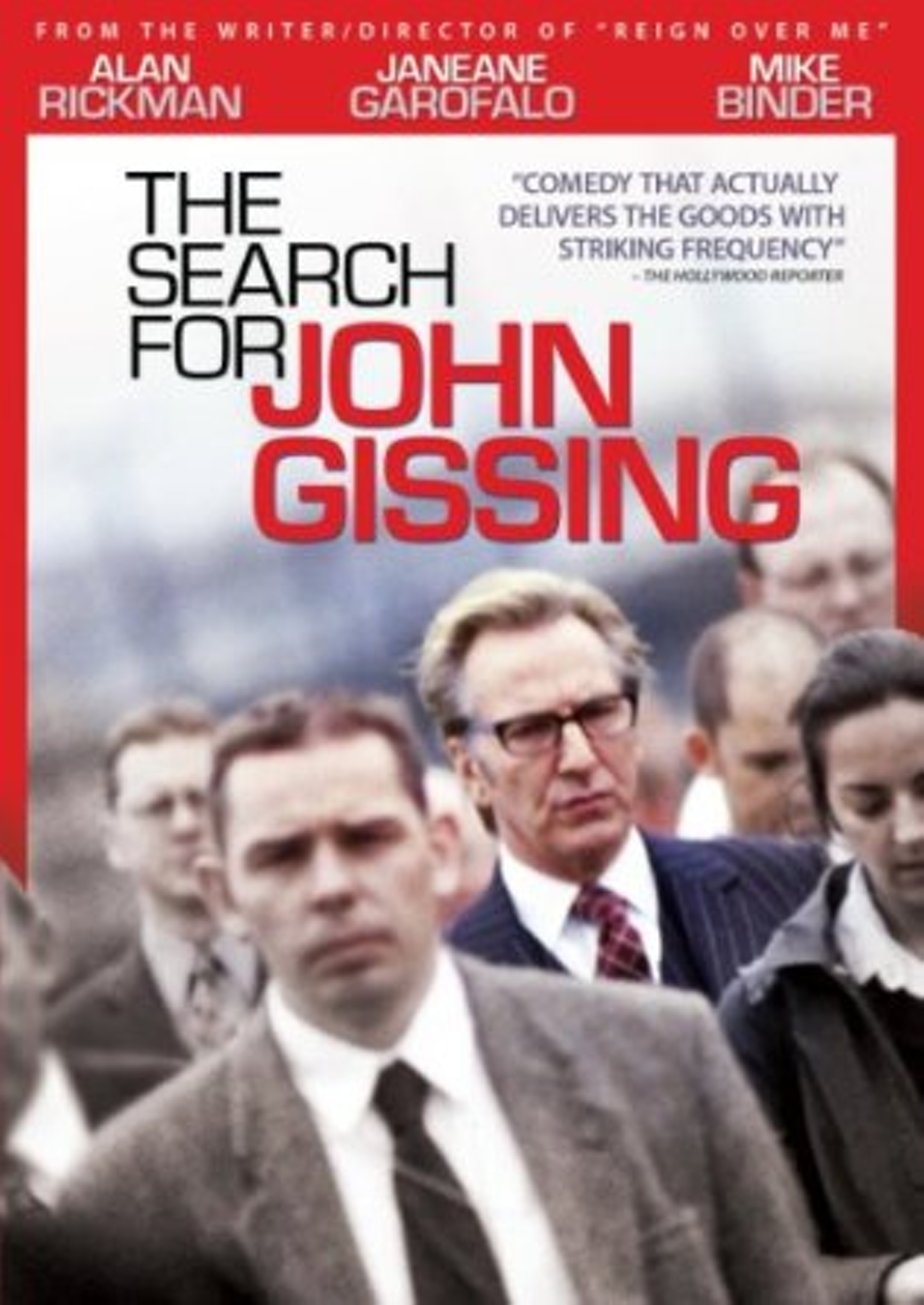 FROM THE WRITER/DIRECTOR OF "REIGN OVER ME"
ALAN RICKMAN
JANEANE GAROFALO
MIKE BINDER
THE
SEARCH
FOR
JOHN
GISSING
"COMEDY THAT ACTUALLY
DELIVERS THE GOODS WITH
STRIKING FREQUENCY"
- THE HOLLYWOOD REPORTER